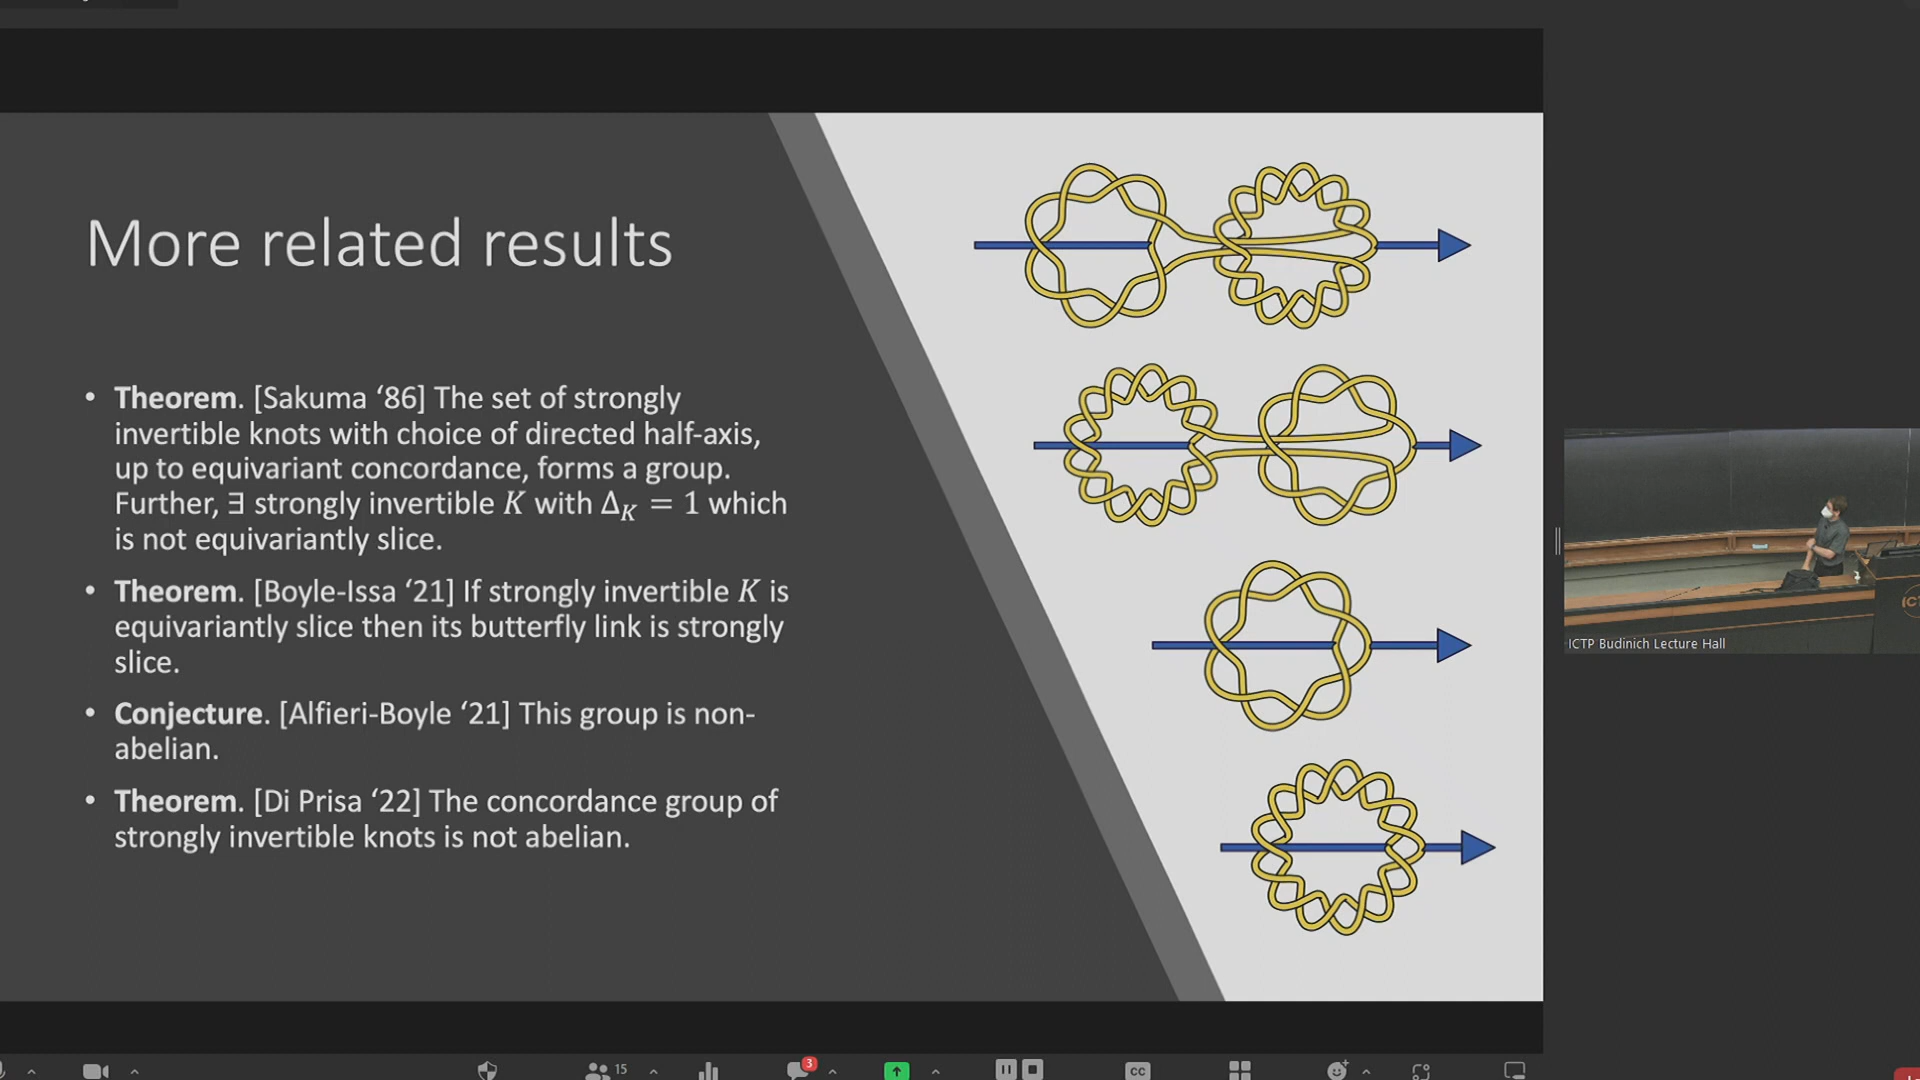 More related results
• Theorem. [Sakuma ‘86] The set of strongly
invertible knots with choice of directed half-axis,
up to equivariant concordance, forms a group.
Further, ∃ strongly invertible K with Δ_K = 1 which
is not equivariantly slice.
• Theorem. [Boyle-Issa ‘21] If strongly invertible K is
equivariantly slice then its butterfly link is strongly
slice.
• Conjecture. [Alfieri-Boyle ‘21] This group is non-
abelian.
• Theorem. [Di Prisa ‘22] The concordance group of
strongly invertible knots is not abelian.
ICTP Budinich Lecture Hall
15
3
CC